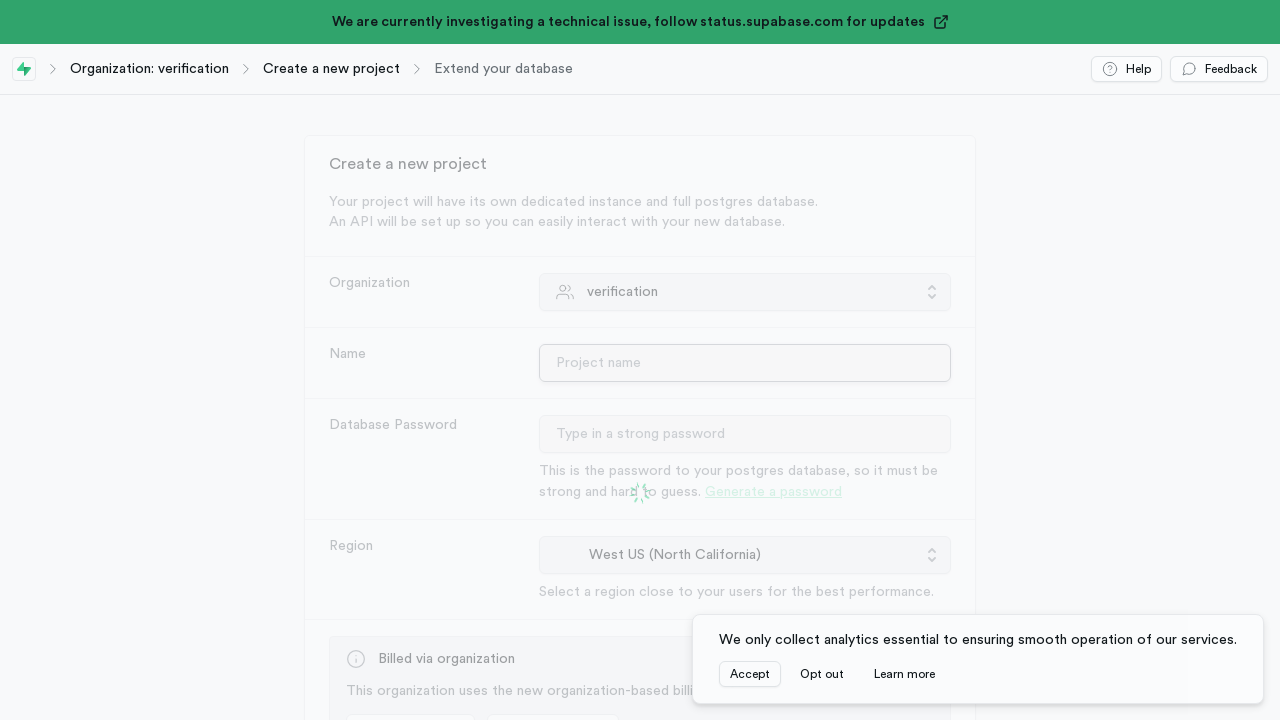 We are currently investigating a technical issue, follow status.supabase.com for updates
Organization: verification
Create a new project
Extend your database
Help
Feedback
Create a new project
Your project will have its own dedicated instance and full postgres database.
An API will be set up so you can easily interact with your new database.
Organization
verification
Name
Project name
Database Password
Type in a strong password
This is the password to your postgres database, so it must be
strong and hard to guess. Generate a password
Region
West US (North California)
Select a region close to your users for the best performance.
Billed via organization
This organization uses the new organization-based billi
We only collect analytics essential to ensuring smooth operation of our services.
Accept
Opt out
Learn more